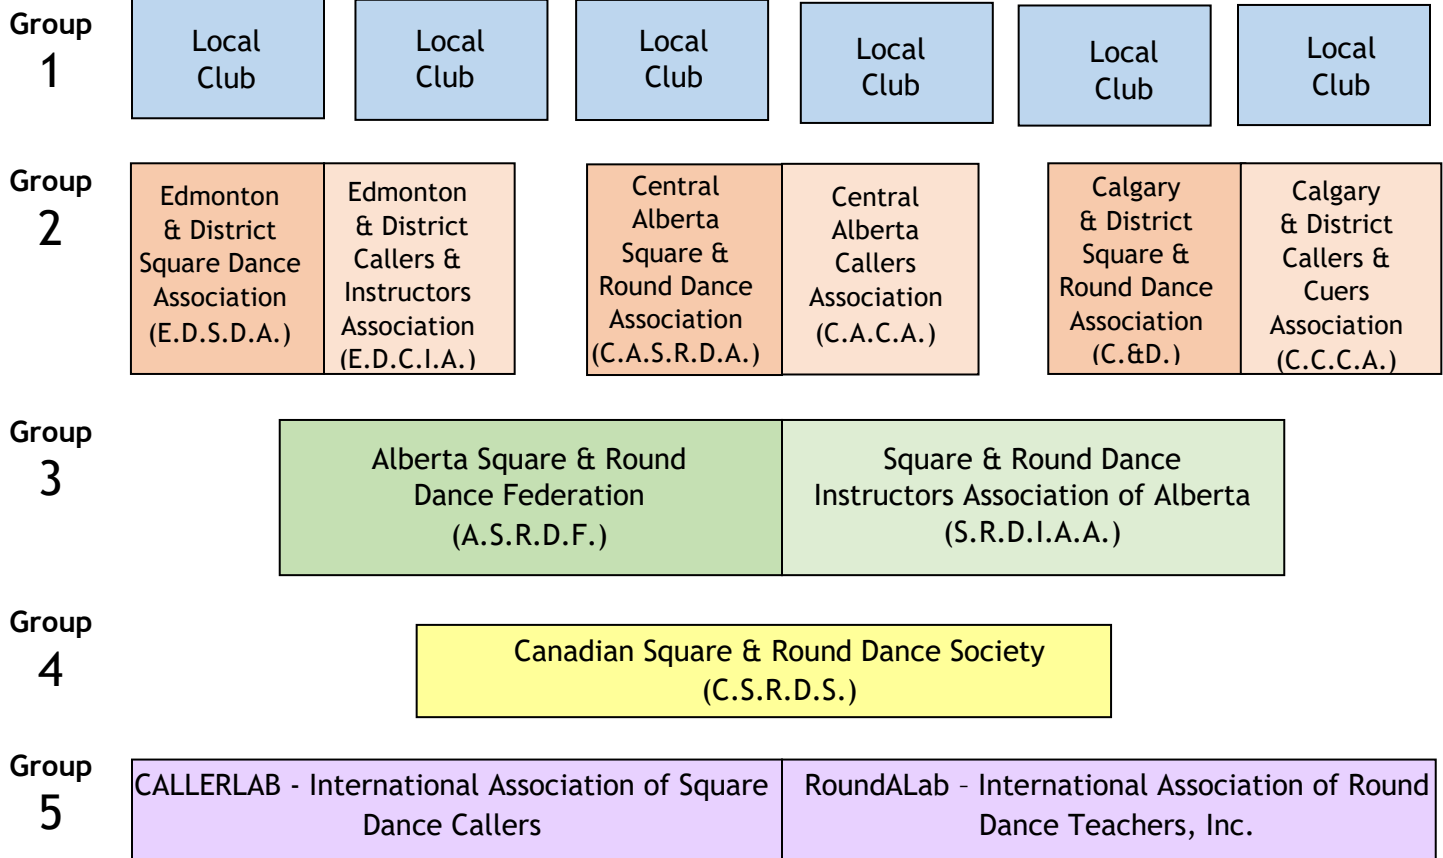 Group
1
Local
Club
Local
Club
Local
Club
Local
Club
Local
Club
Local
Club
Group
2
Edmonton
& District
Square Dance
Association
(E.D.S.D.A.)
Edmonton
& District
Callers &
Instructors
Association
(E.D.C.I.A.)
Central
Alberta
Square &
Round Dance
Association
(C.A.S.R.D.A.)
Central
Alberta
Callers
Association
(C.A.C.A.)
Calgary
& District
Square &
Round Dance
Association
(C.&D.)
Calgary
& District
Callers &
Cuers
Association
(C.C.C.A.)
Group
3
Alberta Square & Round
Dance Federation
(A.S.R.D.F.)
Square & Round Dance
Instructors Association of Alberta
(S.R.D.I.A.A.)
Group
4
Canadian Square & Round Dance Society
(C.S.R.D.S.)
Group
5
CALLERLAB - International Association of Square
Dance Callers
RoundALab – International Association of Round
Dance Teachers, Inc.